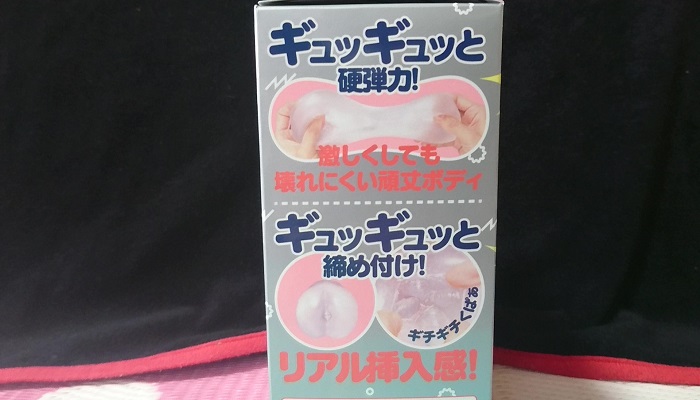 ギュッギュッと
硬弾力!
激しくしても
壊れにくい頑丈ボディ
ギュッギュッと
締め付け!
ギチギチくぱぁ
リアル挿入感!